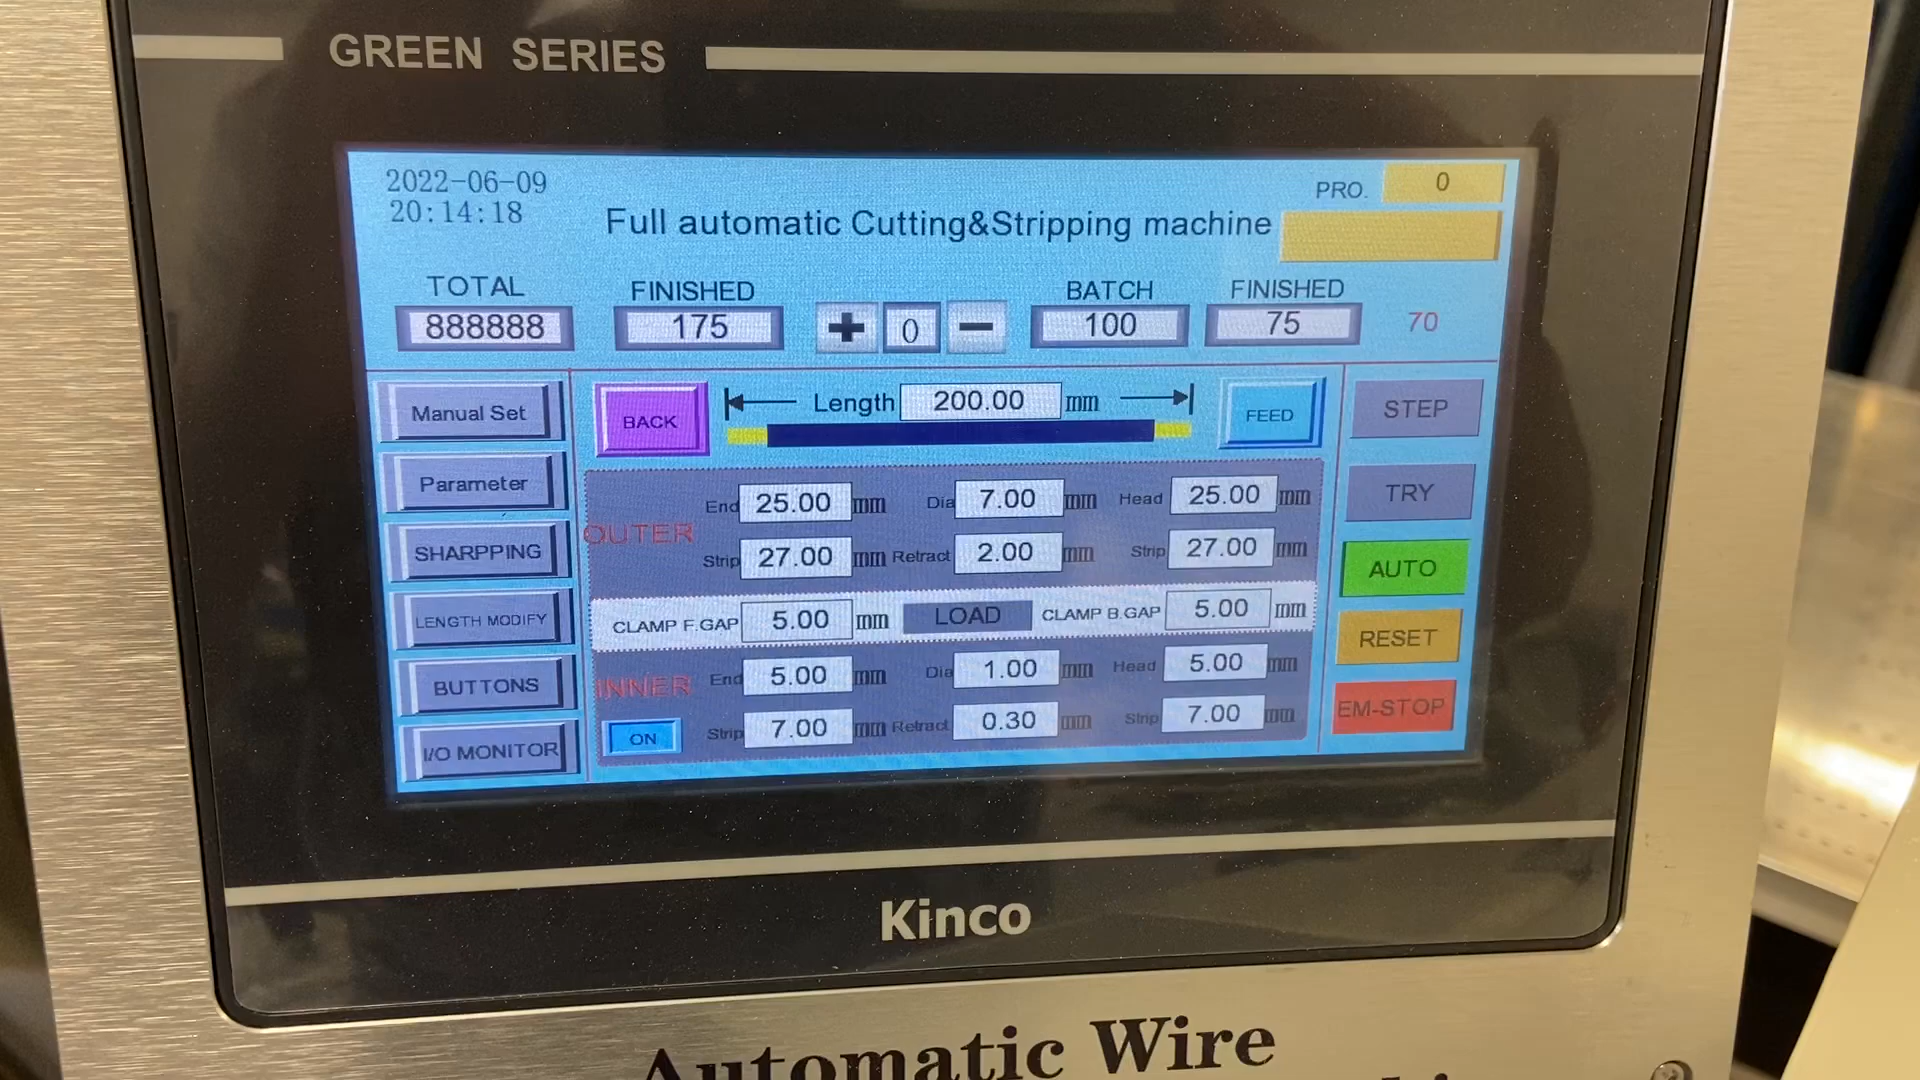 GREEN SERIES
2022-06-09
20:14:18
PRO. 0
Full automatic Cutting&Stripping machine
TOTAL FINISHED BATCH FINISHED
888888 175 + 0 − 100 75 70
Manual Set
Parameter
SHARPPING
LENGTH MODIFY
BUTTONS
I/O MONITOR
BACK Length 200.00 mm FEED
OUTER
End 25.00 mm Dia 7.00 mm Head 25.00 mm
Strip 27.00 mm Retract 2.00 mm Strip 27.00 mm
CLAMP F.GAP 5.00 mm LOAD CLAMP B.GAP 5.00 mm
INNER
End 5.00 mm Dia 1.00 mm Head 5.00 mm
ON Strip 7.00 mm Retract 0.30 mm Strip 7.00 mm
STEP
TRY
AUTO
RESET
EM-STOP
Kinco
Automatic Wire